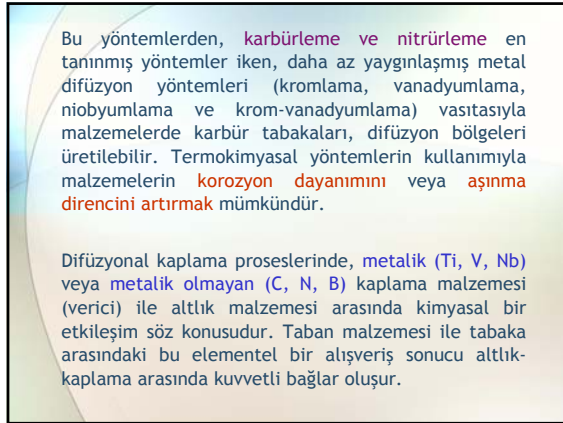 Bu yöntemlerden, karbürleme ve nitrürleme en
tanınmış yöntemler iken, daha az yaygınlaşmış metal
difüzyon yöntemleri (kromlama, vanadyumlama,
niobyumlama ve krom-vanadyumlama) vasıtasıyla
malzemelerde karbür tabakaları, difüzyon bölgeleri
üretilebilir. Termokimyasal yöntemlerin kullanımıyla
malzemelerin korozyon dayanımını veya aşınma
direncini artırmak mümkündür.
Difüzyonal kaplama proseslerinde, metalik (Ti, V, Nb)
veya metalik olmayan (C, N, B) kaplama malzemesi
(verici) ile altlık malzemesi arasında kimyasal bir
etkileşim söz konusudur. Taban malzemesi ile tabaka
arasındaki bu elementel bir alışveriş sonucu altlık-
kaplama arasında kuvvetli bağlar oluşur.